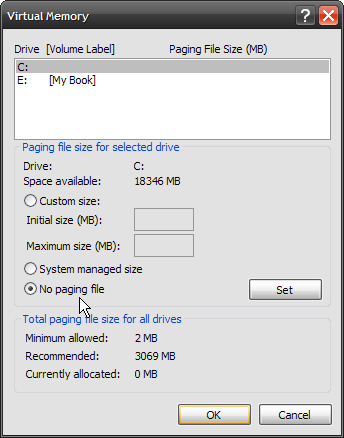 Virtual Memory
Drive [Volume Label] Paging File Size (MB)
C:
E: [My Book]
Paging file size for selected drive
Drive: C:
Space available: 18346 MB
Custom size:
Initial size (MB):
Maximum size (MB):
System managed size
No paging file
Set
Total paging file size for all drives
Minimum allowed: 2 MB
Recommended: 3069 MB
Currently allocated: 0 MB
OK Cancel